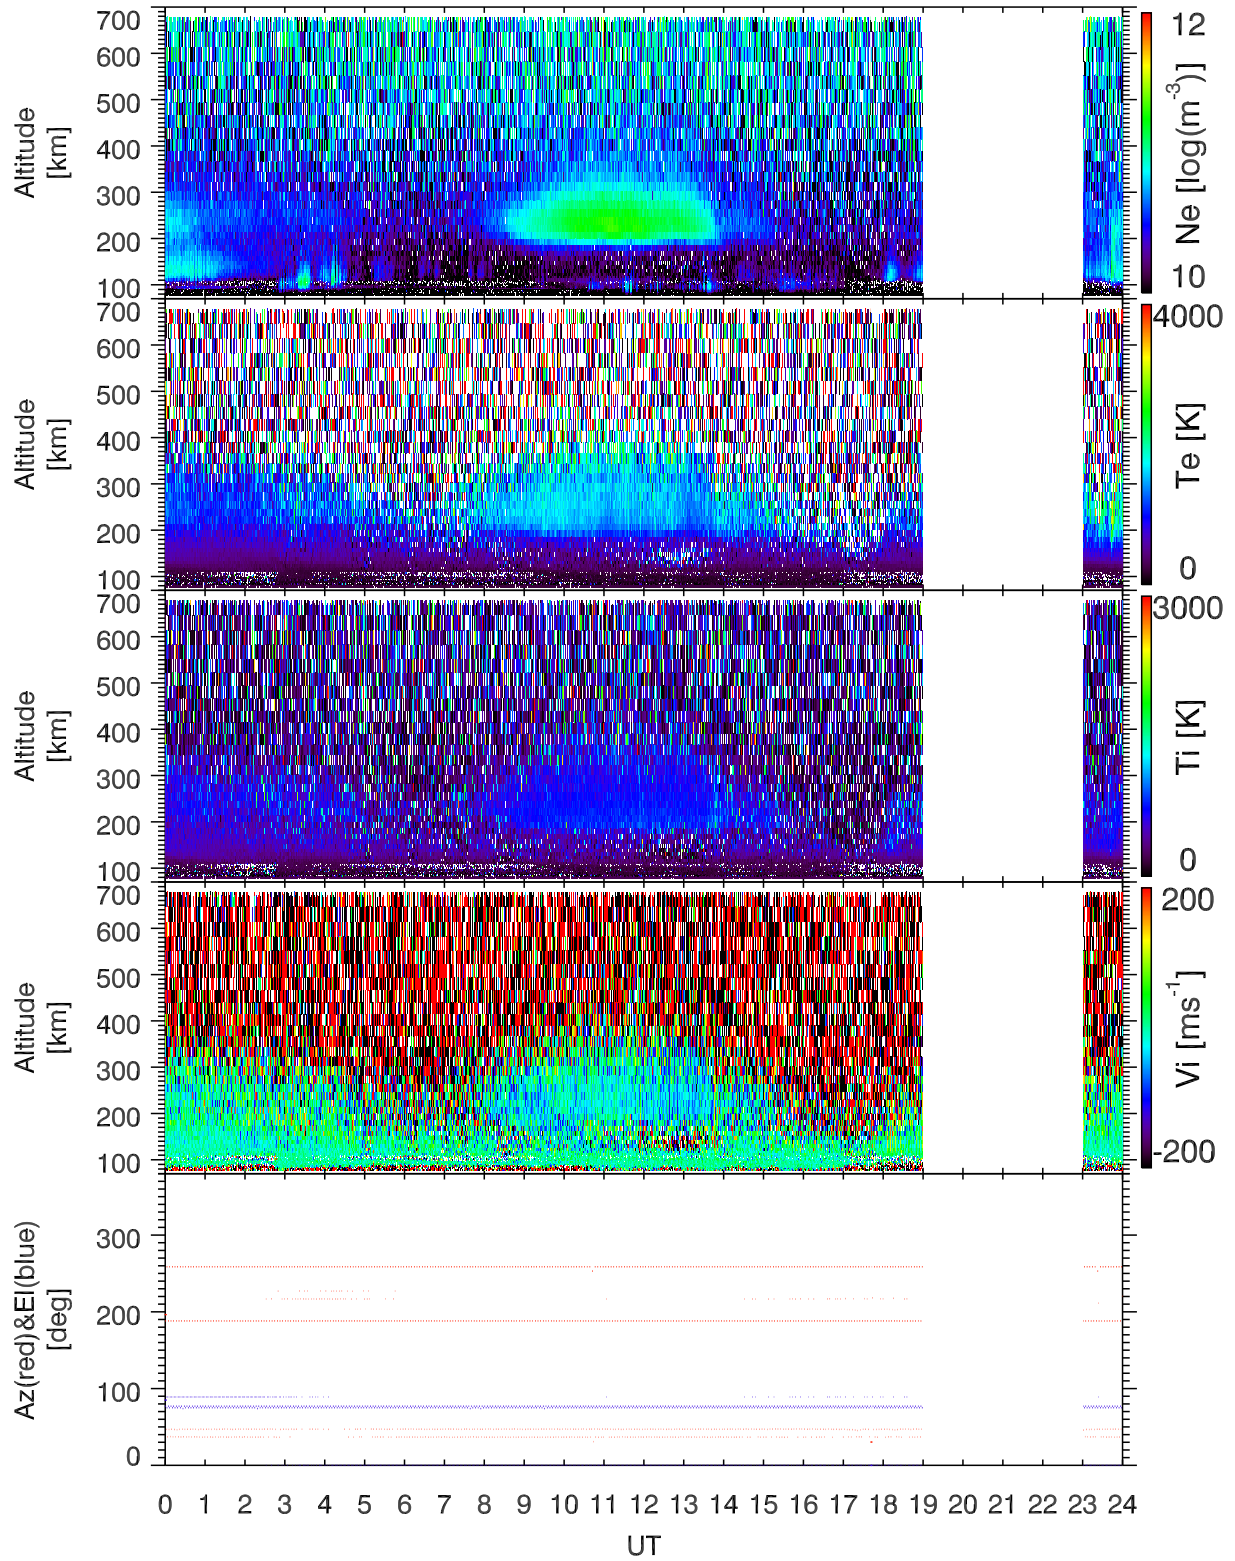 700
600
500
400
300
200
100
Altitude
[km]
12
10
Ne [log(m⁻³)]
700
600
500
400
300
200
100
Altitude
[km]
4000
0
Te [K]
700
600
500
400
300
200
100
Altitude
[km]
3000
0
Ti [K]
700
600
500
400
300
200
100
Altitude
[km]
200
-200
Vi [ms⁻¹]
300
200
100
0
Az(red)&El(blue)
[deg]
0 1 2 3 4 5 6 7 8 9 10 11 12 13 14 15 16 17 18 19 20 21 22 23 24
UT